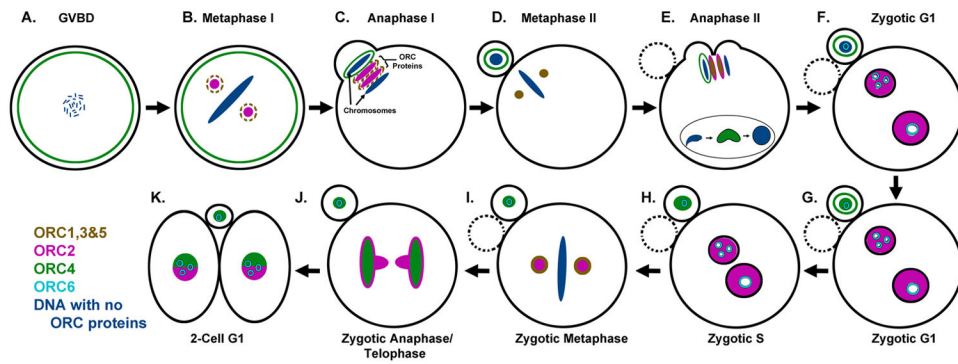 A. GVBD
B. Metaphase I
C. Anaphase I
D. Metaphase II
E. Anaphase II
F. Zygotic G1
ORC
Proteins
Chromosomes
K.
J.
I.
H.
G.
ORC1,3&5
ORC2
ORC4
ORC6
DNA with no
ORC proteins
2-Cell G1
Zygotic Anaphase/
Telophase
Zygotic Metaphase
Zygotic S
Zygotic G1